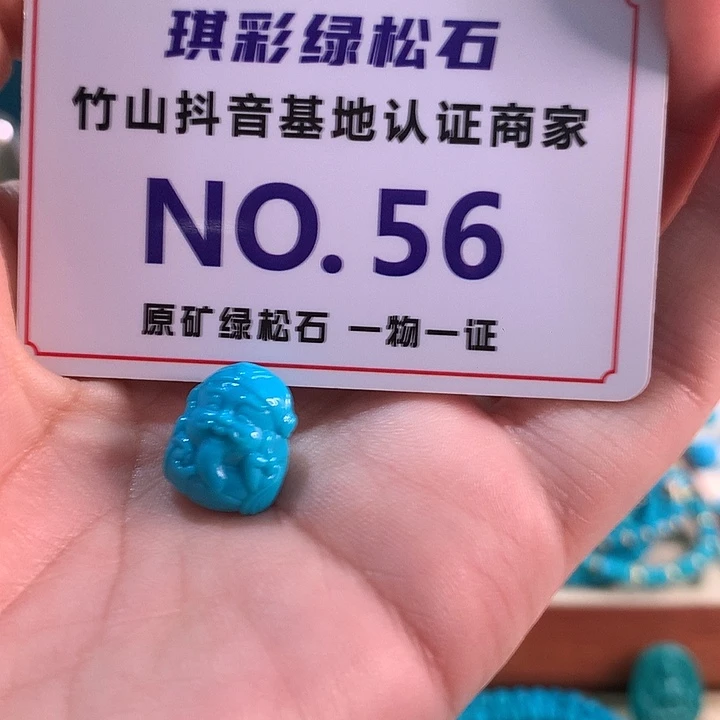 琪彩绿松石
竹山抖音基地认证商家
NO.56
原矿绿松石 一物一证